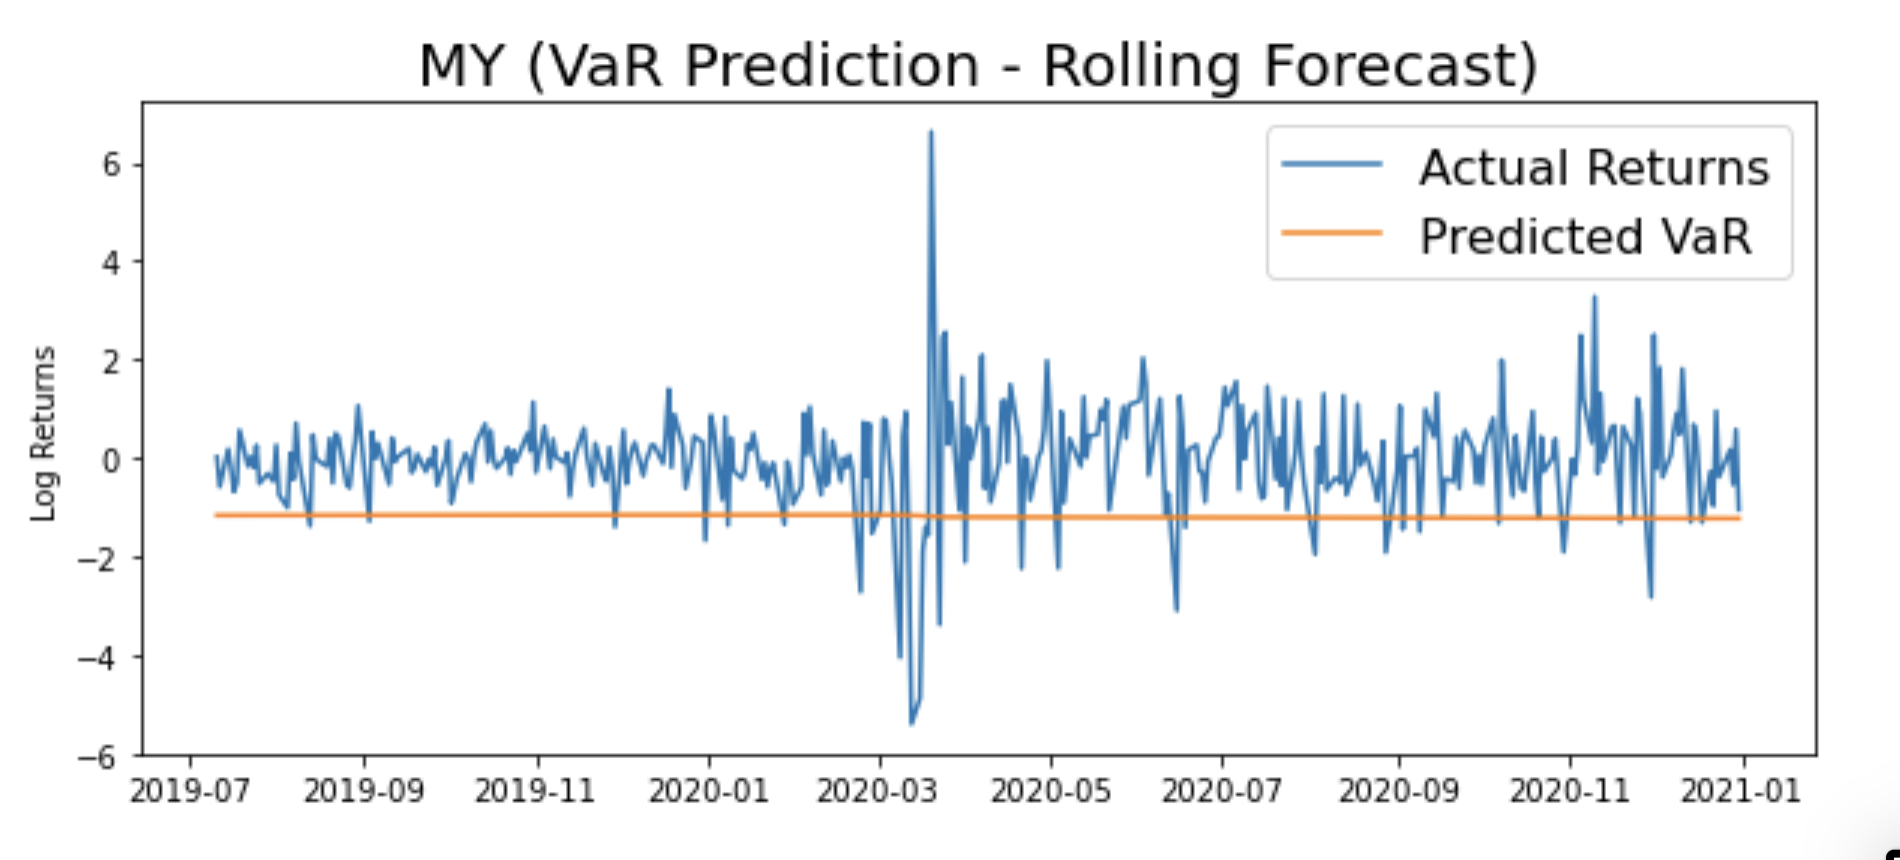 MY (VaR Prediction - Rolling Forecast)
Actual Returns
Predicted VaR
Log Returns
6
4
2
0
−2
−4
−6
2019-07 2019-09 2019-11 2020-01 2020-03 2020-05 2020-07 2020-09 2020-11 2021-01